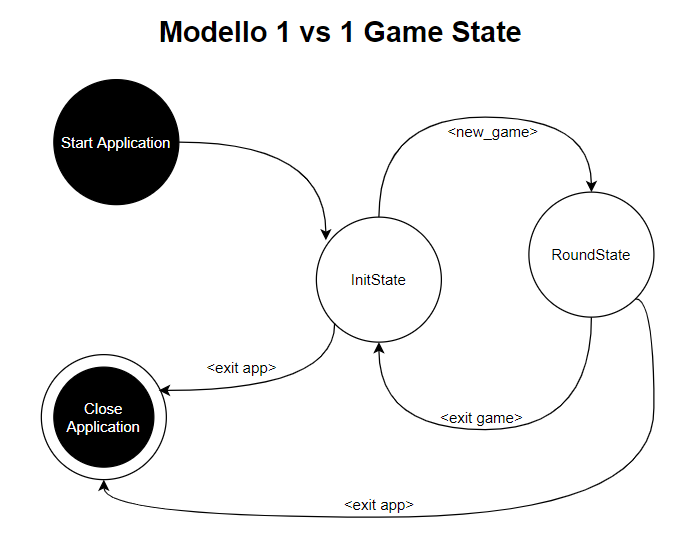 Modello 1 vs 1 Game State
Start Application
<new_game>
RoundState
InitState
<exit app>
Close
Application
<exit game>
<exit app>